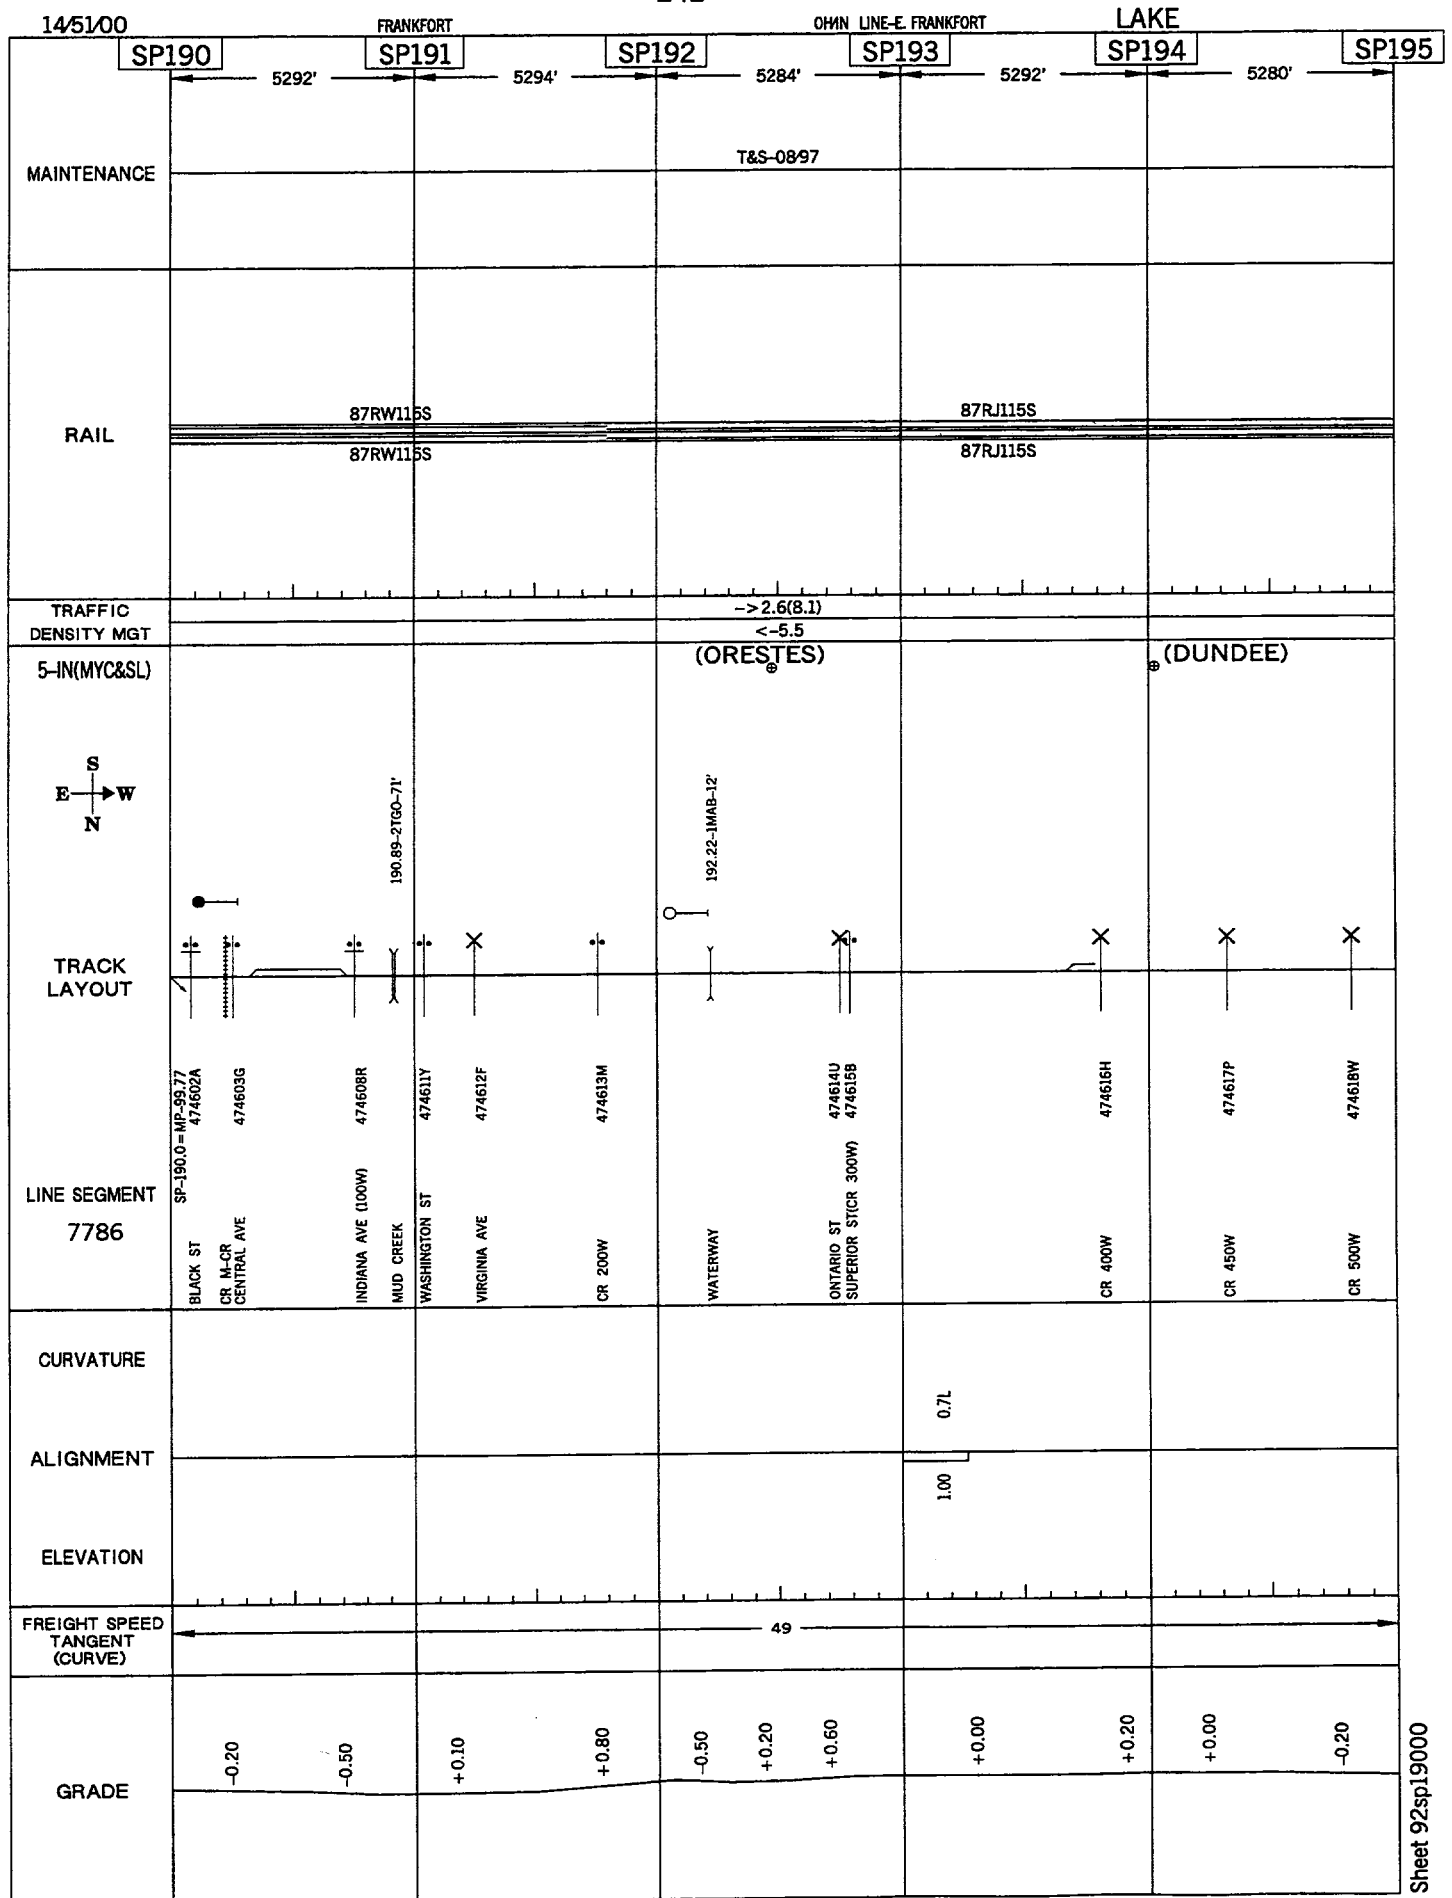 14/51/00 FRANKFORT OH/IN LINE-E. FRANKFORT LAKE
SP190 SP191 SP192 SP193 SP194 SP195
5292' 5294' 5284' 5292' 5280'
MAINTENANCE
T&S-08/97
RAIL
87RW115S 87RJ115S
87RW115S 87RJ115S
TRAFFIC
DENSITY MGT
->2.6(8.1)
<-5.5
5-IN(MYC&SL)
(ORESTES) (DUNDEE)
S
E W
N
190.89-2TGO-71'
192.22-1MAB-12'
TRACK
LAYOUT
SP-190.0=MP-99.77
474602A
474603G
474608R
474611Y
474612F
474613M
474614U
474615B
474616H
474617P
474618W
LINE SEGMENT
7786
BLACK ST
CR M-CR
CENTRAL AVE
INDIANA AVE (100W)
MUD CREEK
WASHINGTON ST
VIRGINIA AVE
CR 200W
WATERWAY
ONTARIO ST
SUPERIOR ST(CR 300W)
CR 400W
CR 450W
CR 500W
CURVATURE
0.7L
ALIGNMENT
1.00
ELEVATION
FREIGHT SPEED
TANGENT
(CURVE)
49
GRADE
-0.20
-0.50
+0.10
+0.80
-0.50
+0.20
+0.60
+0.00
+0.20
+0.00
-0.20
Sheet 92sp19000